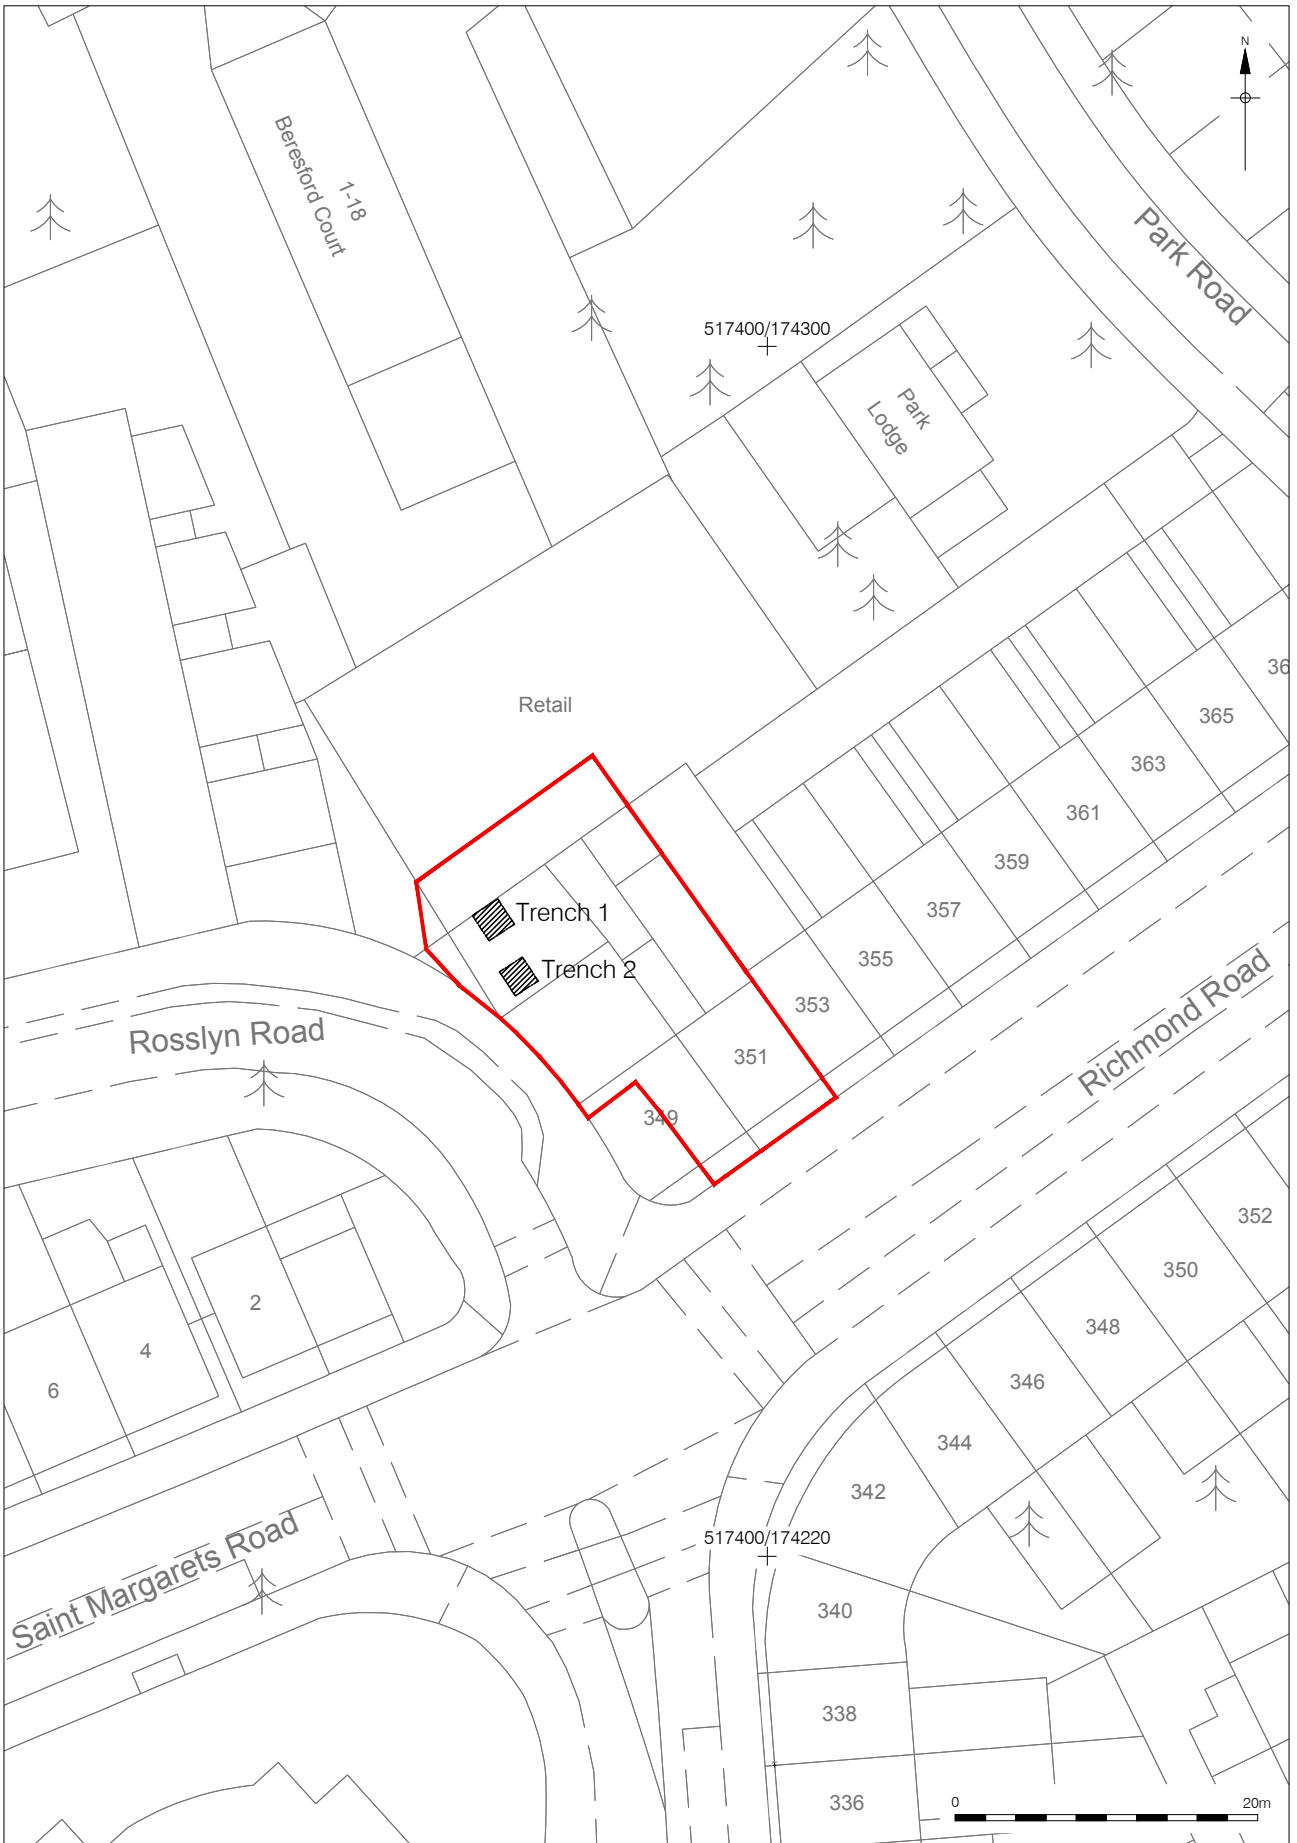 N
Park Road
1-18
Beresford Court
517400/174300
Park
Lodge
Retail
36
365
363
361
359
357
355
353
351
349
Trench 1
Trench 2
Rosslyn Road
Richmond Road
352
350
348
346
344
342
2
4
6
517400/174220
Saint Margarets Road
340
338
336
0 20m